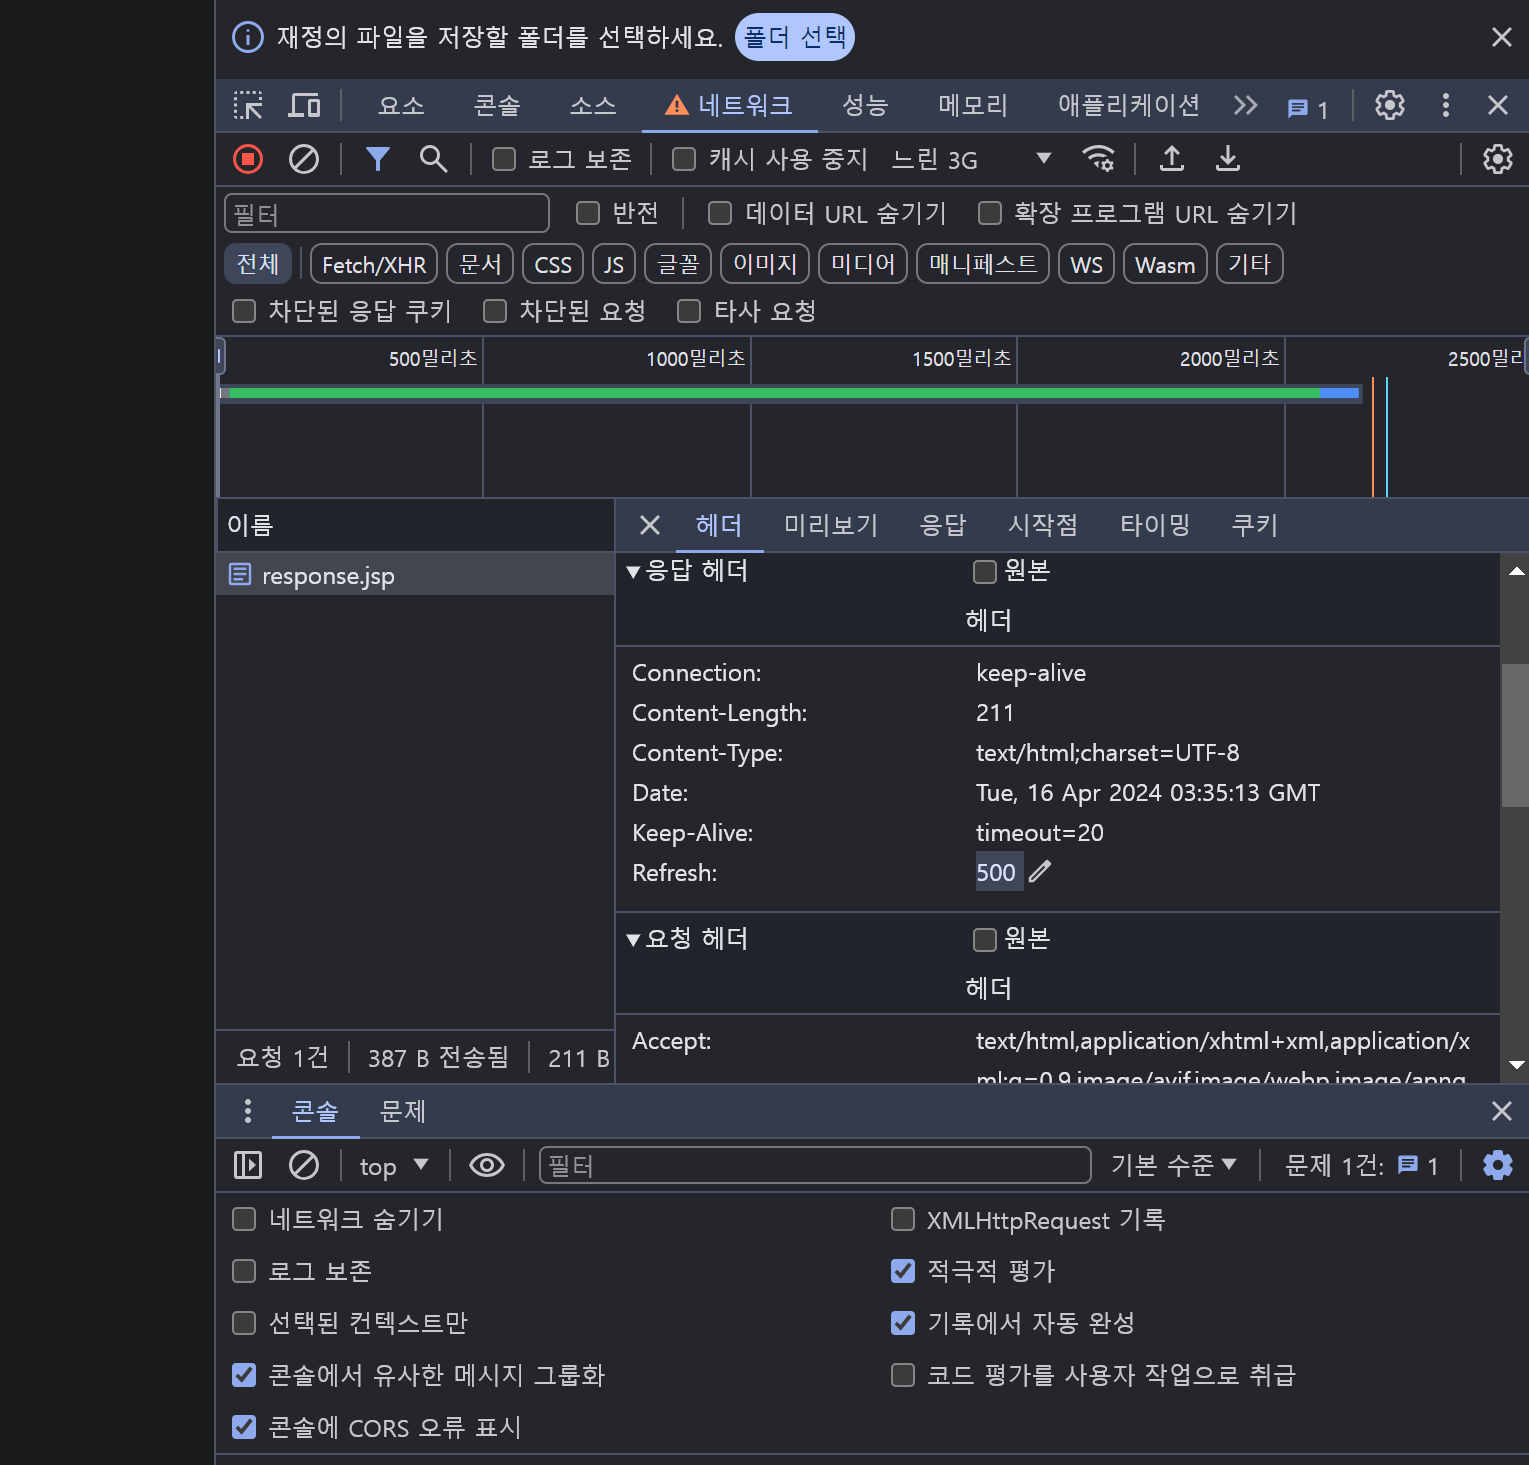 재정의 파일을 저장할 폴더를 선택하세요. 폴더 선택
요소 콘솔 소스 네트워크 성능 메모리 애플리케이션 1
로그 보존 캐시 사용 중지 느린 3G
필터 반전 데이터 URL 숨기기 확장 프로그램 URL 숨기기
전체 Fetch/XHR 문서 CSS JS 글꼴 이미지 미디어 매니페스트 WS Wasm 기타
차단된 응답 쿠키 차단된 요청 타사 요청
500밀리초 1000밀리초 1500밀리초 2000밀리초 2500밀리
이름 헤더 미리보기 응답 시작점 타이밍 쿠키
response.jsp
응답 헤더 원본
헤더
Connection: keep-alive
Content-Length: 211
Content-Type: text/html;charset=UTF-8
Date: Tue, 16 Apr 2024 03:35:13 GMT
Keep-Alive: timeout=20
Refresh: 500
요청 헤더 원본
헤더
Accept: text/html,application/xhtml+xml,application/x
ml;q=0.9,image/avif,image/webp,image/apng
요청 1건 387 B 전송됨 211 B
콘솔 문제
top 필터 기본 수준 문제 1건: 1
네트워크 숨기기 XMLHttpRequest 기록
로그 보존 적극적 평가
선택된 컨텍스트만 기록에서 자동 완성
콘솔에서 유사한 메시지 그룹화 코드 평가를 사용자 작업으로 취급
콘솔에 CORS 오류 표시